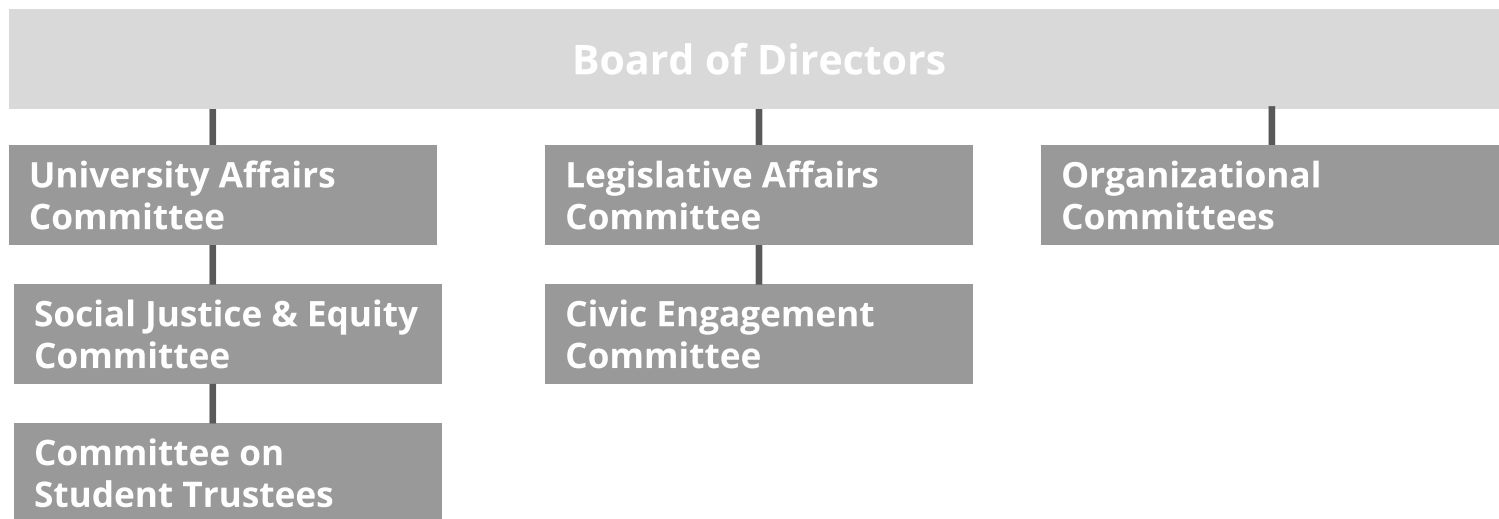 Board of Directors
University Affairs
Committee
Legislative Affairs
Committee
Organizational
Committees
Social Justice & Equity
Committee
Civic Engagement
Committee
Committee on
Student Trustees